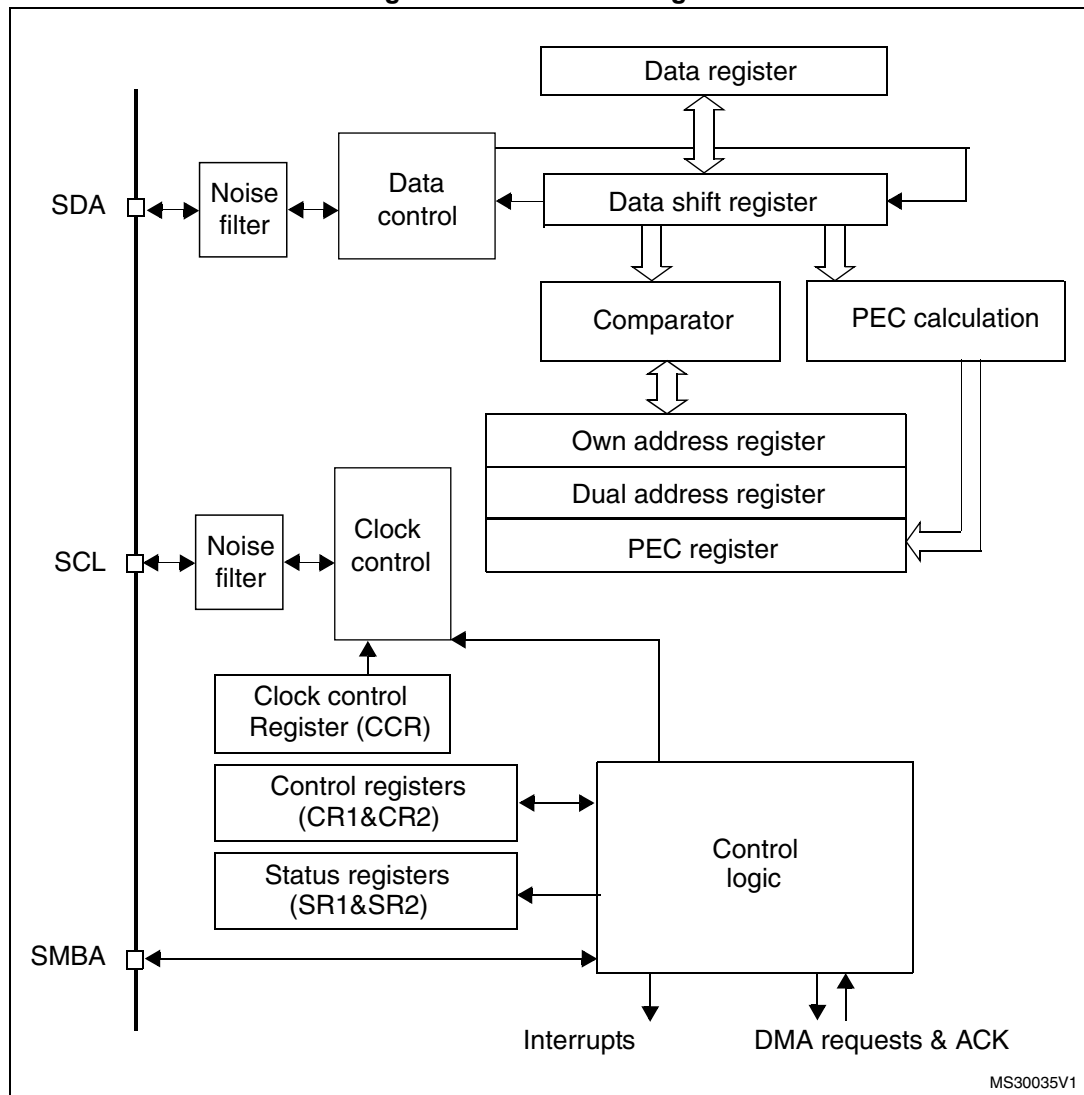 Data register
Data
control
Noise
filter
SDA
Data shift register
Comparator
PEC calculation
Own address register
Dual address register
PEC register
Clock
control
Noise
filter
SCL
Clock control
Register (CCR)
Control registers
(CR1&CR2)
Status registers
(SR1&SR2)
Control
logic
SMBA
Interrupts
DMA requests & ACK
MS30035V1